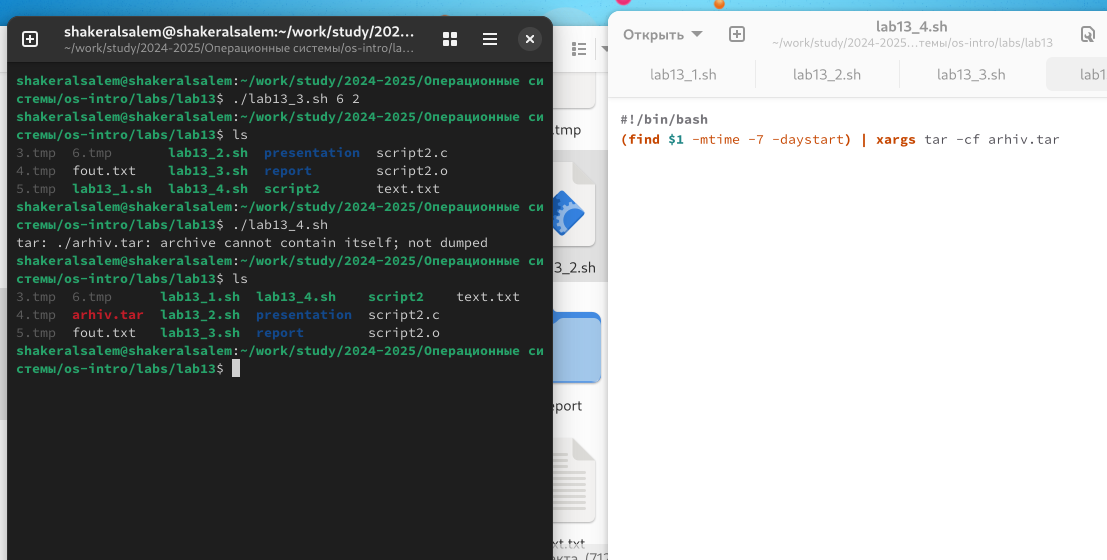 shakeralsalem@shakeralsalem:~/work/study/202...
~/work/study/2024-2025/Операционные системы/os-intro/la...
shakeralsalem@shakeralsalem:~/work/study/2024-2025/Операционные си
стемы/os-intro/labs/lab13$ ./lab13_3.sh 6 2
shakeralsalem@shakeralsalem:~/work/study/2024-2025/Операционные си
стемы/os-intro/labs/lab13$ ls
3.tmp 6.tmp lab13_2.sh presentation script2.c
4.tmp fout.txt lab13_3.sh report script2.o
5.tmp lab13_1.sh lab13_4.sh script2 text.txt
shakeralsalem@shakeralsalem:~/work/study/2024-2025/Операционные си
стемы/os-intro/labs/lab13$ ./lab13_4.sh
tar: ./arhiv.tar: archive cannot contain itself; not dumped
shakeralsalem@shakeralsalem:~/work/study/2024-2025/Операционные си
стемы/os-intro/labs/lab13$ ls
3.tmp 6.tmp lab13_1.sh lab13_4.sh script2 text.txt
4.tmp arhiv.tar lab13_2.sh presentation script2.c
5.tmp fout.txt lab13_3.sh report script2.o
shakeralsalem@shakeralsalem:~/work/study/2024-2025/Операционные си
стемы/os-intro/labs/lab13$
.tmp
3_2.sh
eport
xt.txt
Открыть
lab13_4.sh
~/work/study/2024-2025...темы/os-intro/labs/lab13
lab13_1.sh
lab13_2.sh
lab13_3.sh
lab1
#!/bin/bash
(find $1 -mtime -7 -daystart) | xargs tar -cf arhiv.tar